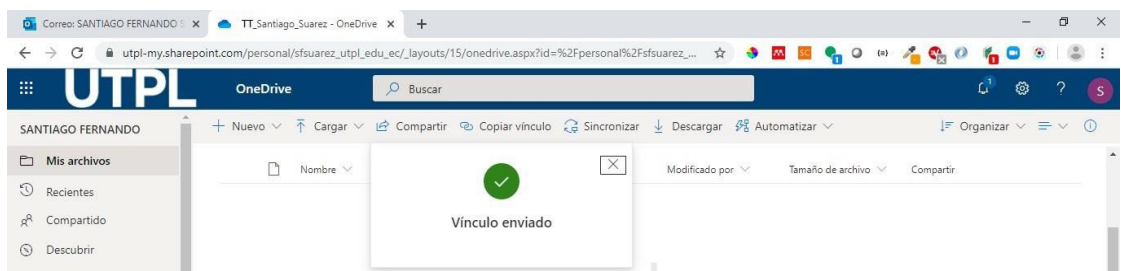 Correo: SANTIAGO FERNANDO S
TT_Santiago_Suarez - OneDrive
utpl-my.sharepoint.com/personal/sfsuarez_utpl_edu_ec/_layouts/15/onedrive.aspx?id=%2Fpersonal%2Fsfsuarez_...
UTPL OneDrive Buscar 1 ? S
SANTIAGO FERNANDO
+ Nuevo Cargar Compartir Copiar vínculo Sincronizar Descargar Automatizar Organizar
Mis archivos
Nombre Modificado por Tamaño de archivo Compartir
Recientes
Compartido
Vínculo enviado
Descubrir